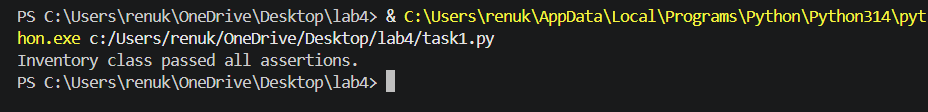 PS C:\Users\renuk\OneDrive\Desktop\lab4> & C:\Users\renuk\AppData\Local\Programs\Python\Python314\pyt
hon.exe c:/Users/renuk/OneDrive/Desktop/lab4/task1.py
Inventory class passed all assertions.
PS C:\Users\renuk\OneDrive\Desktop\lab4>